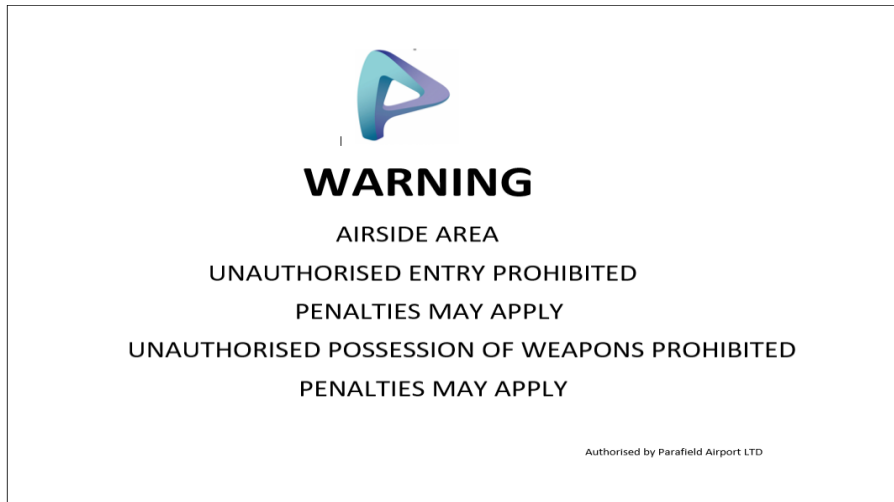 WARNING
AIRSIDE AREA
UNAUTHORISED ENTRY PROHIBITED
PENALTIES MAY APPLY
UNAUTHORISED POSSESSION OF WEAPONS PROHIBITED
PENALTIES MAY APPLY
Authorised by Parafield Airport LTD